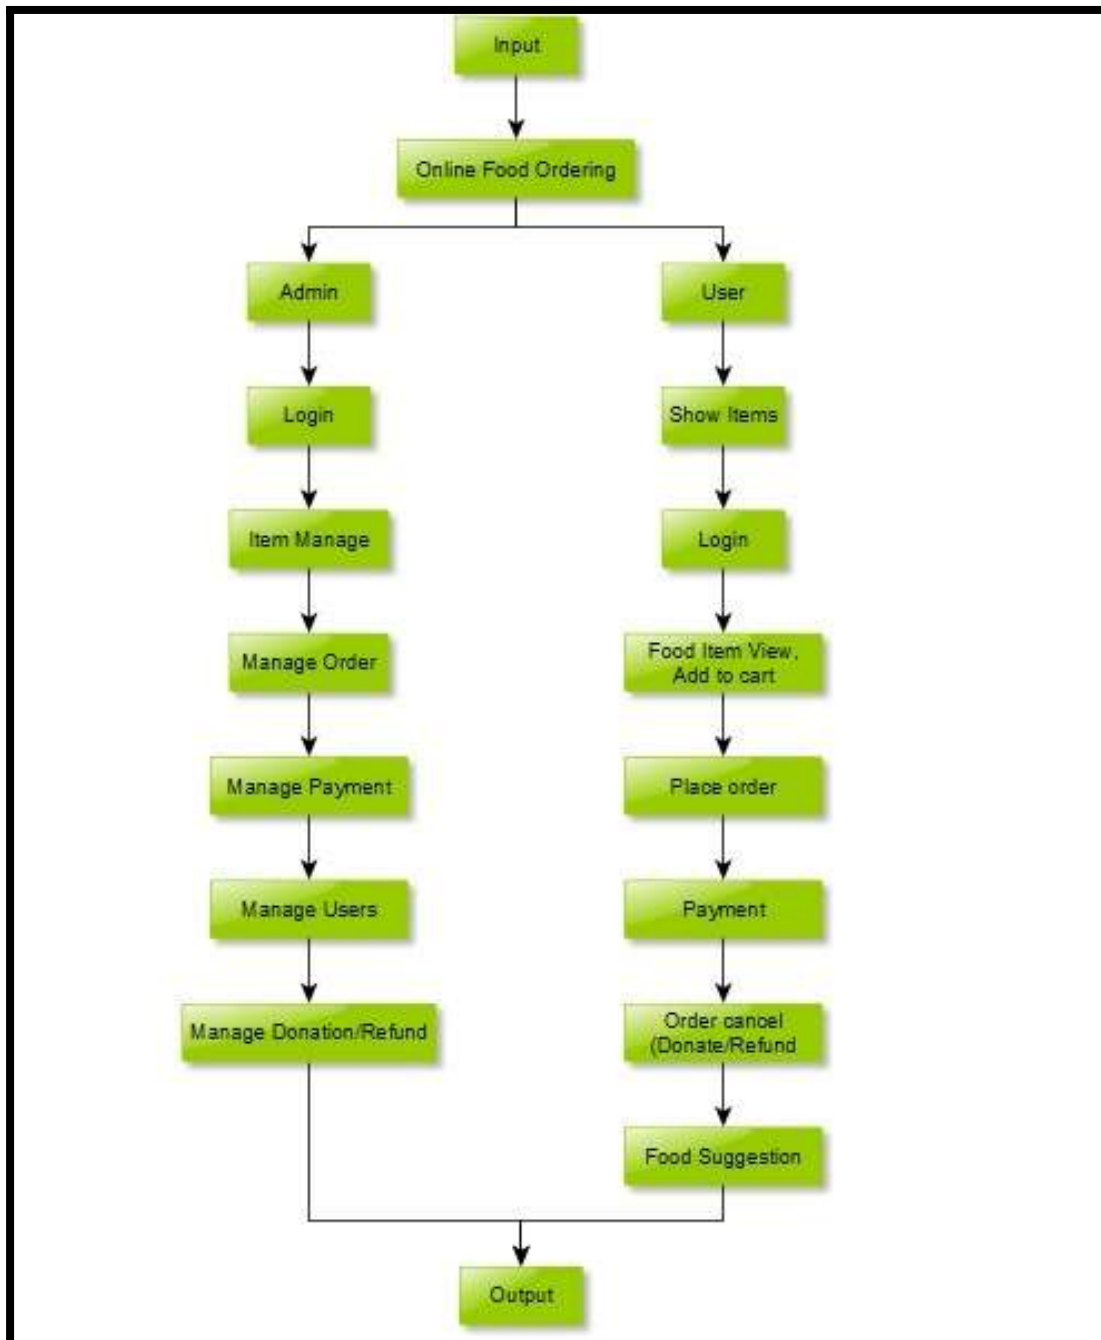 Input
Online Food Ordering
Admin
User
Login
Show Items
Item Manage
Login
Manage Order
Food Item View,
Add to cart
Manage Payment
Place order
Manage Users
Payment
Manage Donation/Refund
Order cancel
(Donate/Refund
Food Suggestion
Output